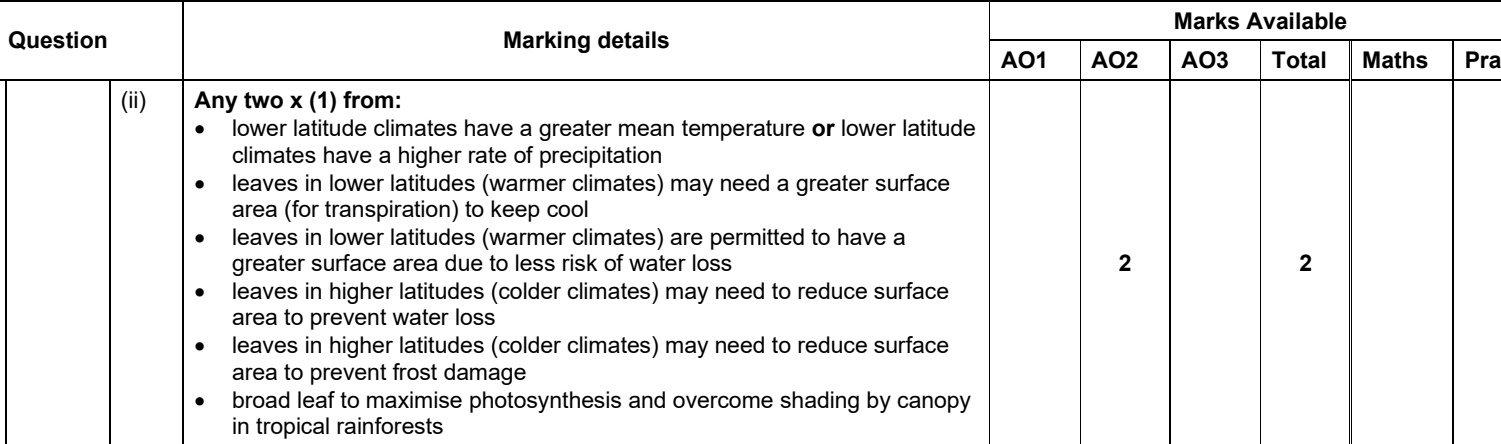 Question
Marking details
Marks Available
AO1 AO2 AO3 Total Maths Pra
(ii) Any two x (1) from:
• lower latitude climates have a greater mean temperature or lower latitude
climates have a higher rate of precipitation
• leaves in lower latitudes (warmer climates) may need a greater surface
area (for transpiration) to keep cool
• leaves in lower latitudes (warmer climates) are permitted to have a
greater surface area due to less risk of water loss
• leaves in higher latitudes (colder climates) may need to reduce surface
area to prevent water loss
• leaves in higher latitudes (colder climates) may need to reduce surface
area to prevent frost damage
• broad leaf to maximise photosynthesis and overcome shading by canopy
in tropical rainforests
2 2